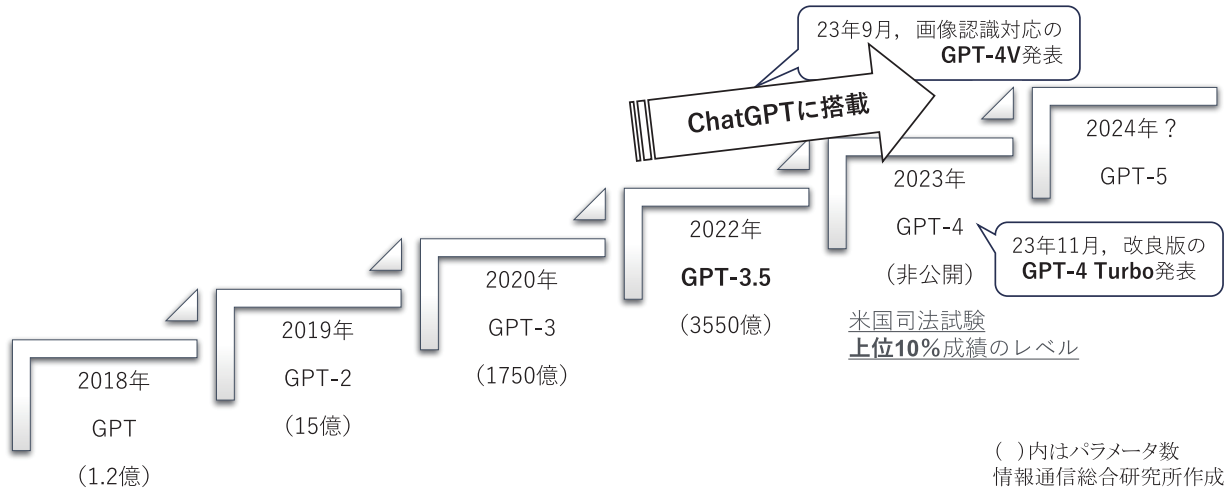 23年9月，画像認識対応の
GPT-4V発表
ChatGPTに搭載
2018年
GPT
（1.2億）
2019年
GPT-2
（15億）
2020年
GPT-3
（1750億）
2022年
GPT-3.5
（3550億）
2023年
GPT-4
（非公開）
米国司法試験
上位10%成績のレベル
23年11月，改良版の
GPT-4 Turbo発表
2024年？
GPT-5
(　)内はパラメータ数
情報通信総合研究所作成